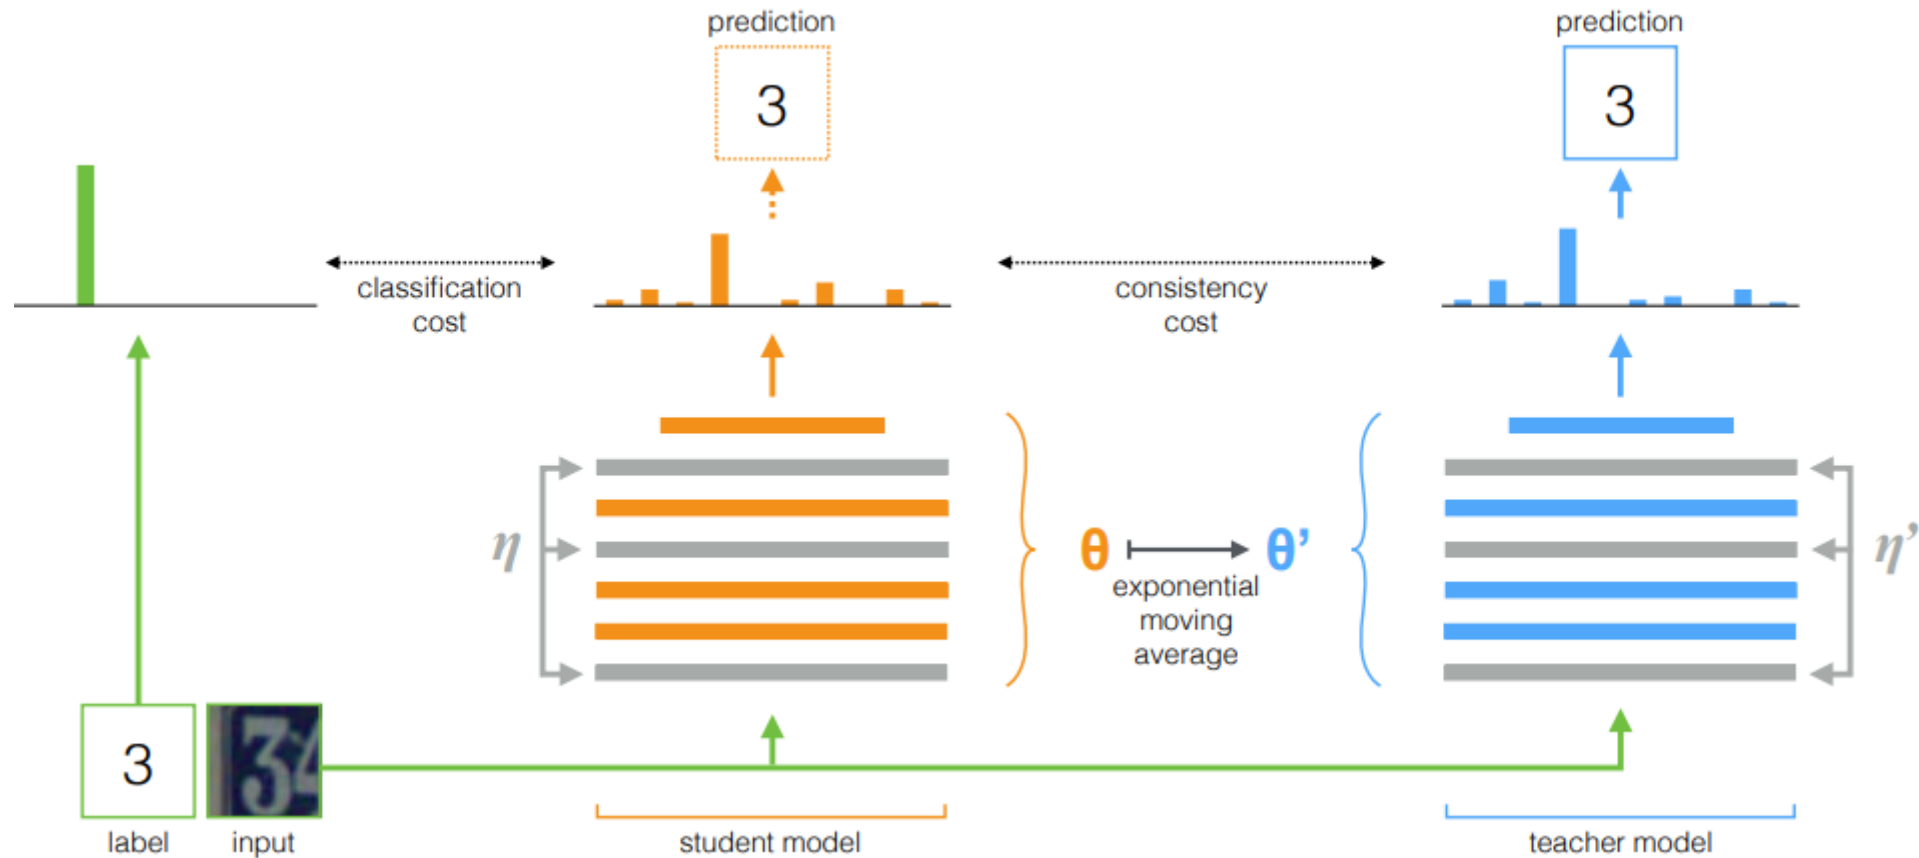 prediction
prediction
3
3
classification
cost
consistency
cost
η
θ
θ’
η’
exponential
moving
average
3
34
label
input
student model
teacher model